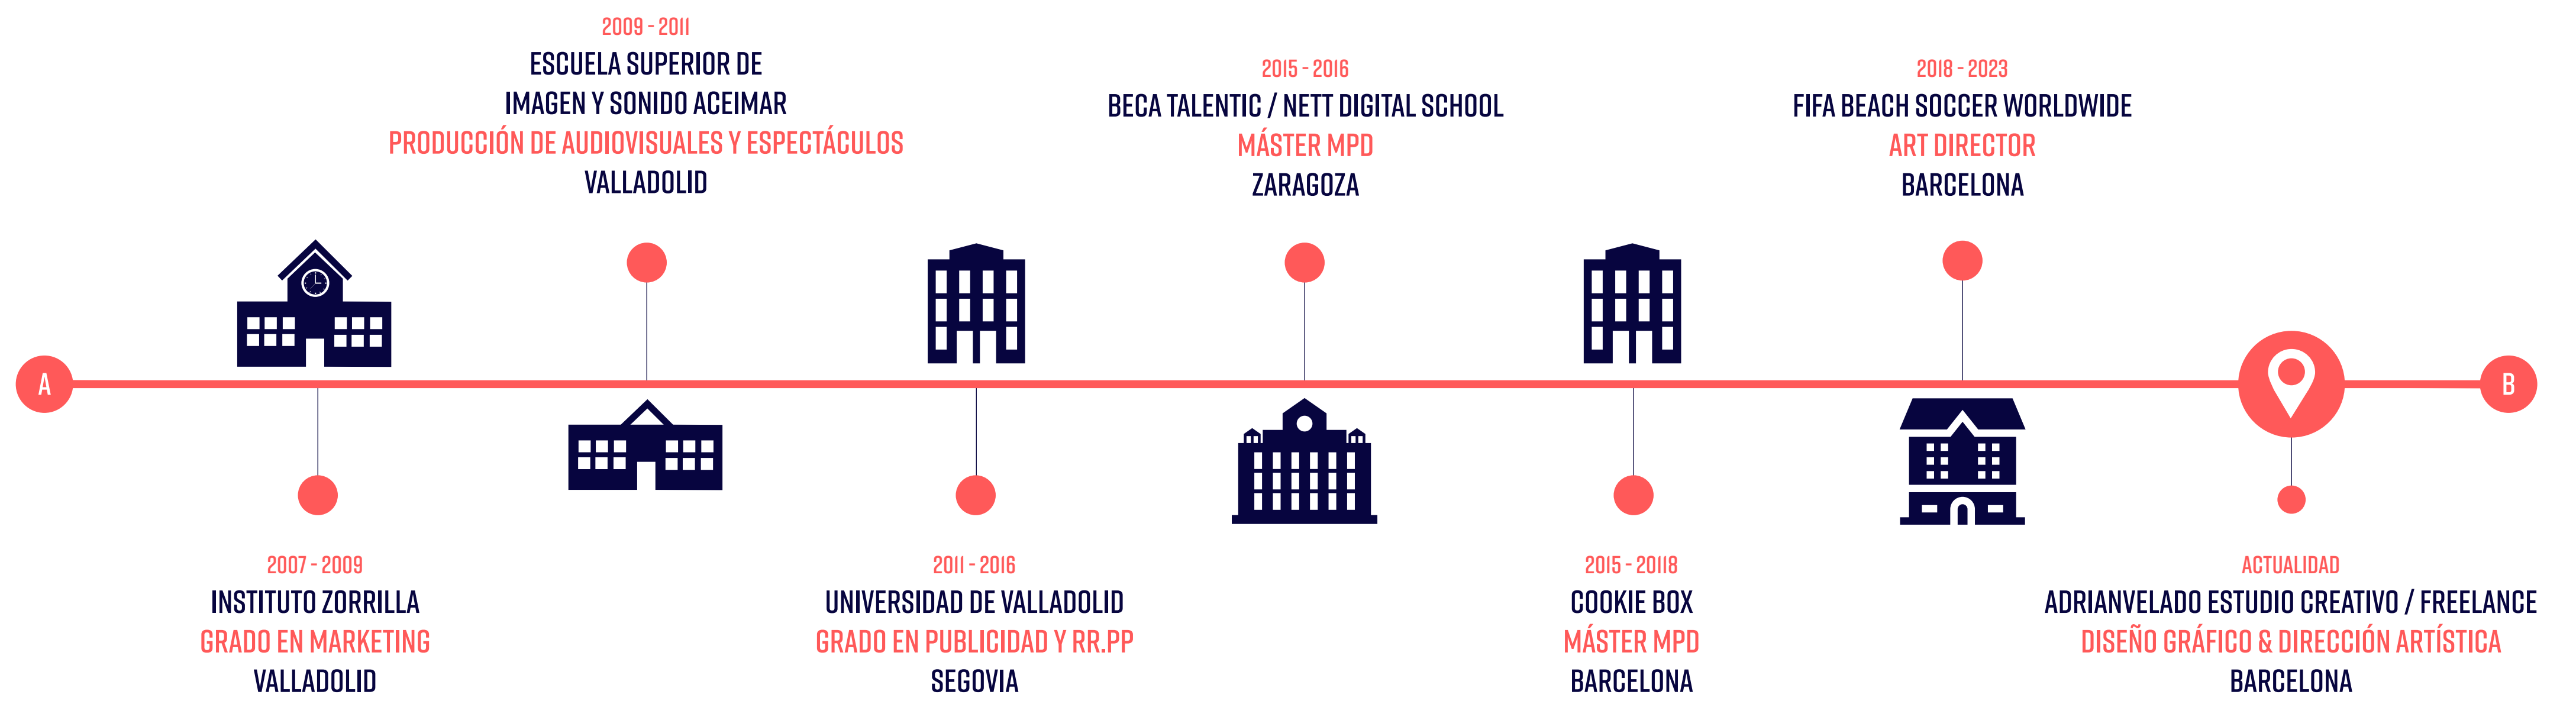 A
2007 - 2009
INSTITUTO ZORRILLA
GRADO EN MARKETING
VALLADOLID
2009 - 2011
ESCUELA SUPERIOR DE
IMAGEN Y SONIDO ACEIMAR
PRODUCCIÓN DE AUDIOVISUALES Y ESPECTÁCULOS
VALLADOLID
2011 - 2016
UNIVERSIDAD DE VALLADOLID
GRADO EN PUBLICIDAD Y RR.PP
SEGOVIA
2015 - 2016
BECA TALENTIC / NETT DIGITAL SCHOOL
MÁSTER MPD
ZARAGOZA
2015 - 20118
COOKIE BOX
MÁSTER MPD
BARCELONA
2018 - 2023
FIFA BEACH SOCCER WORLDWIDE
ART DIRECTOR
BARCELONA
ACTUALIDAD
ADRIANVELADO ESTUDIO CREATIVO / FREELANCE
DISEÑO GRÁFICO & DIRECCIÓN ARTÍSTICA
BARCELONA
B